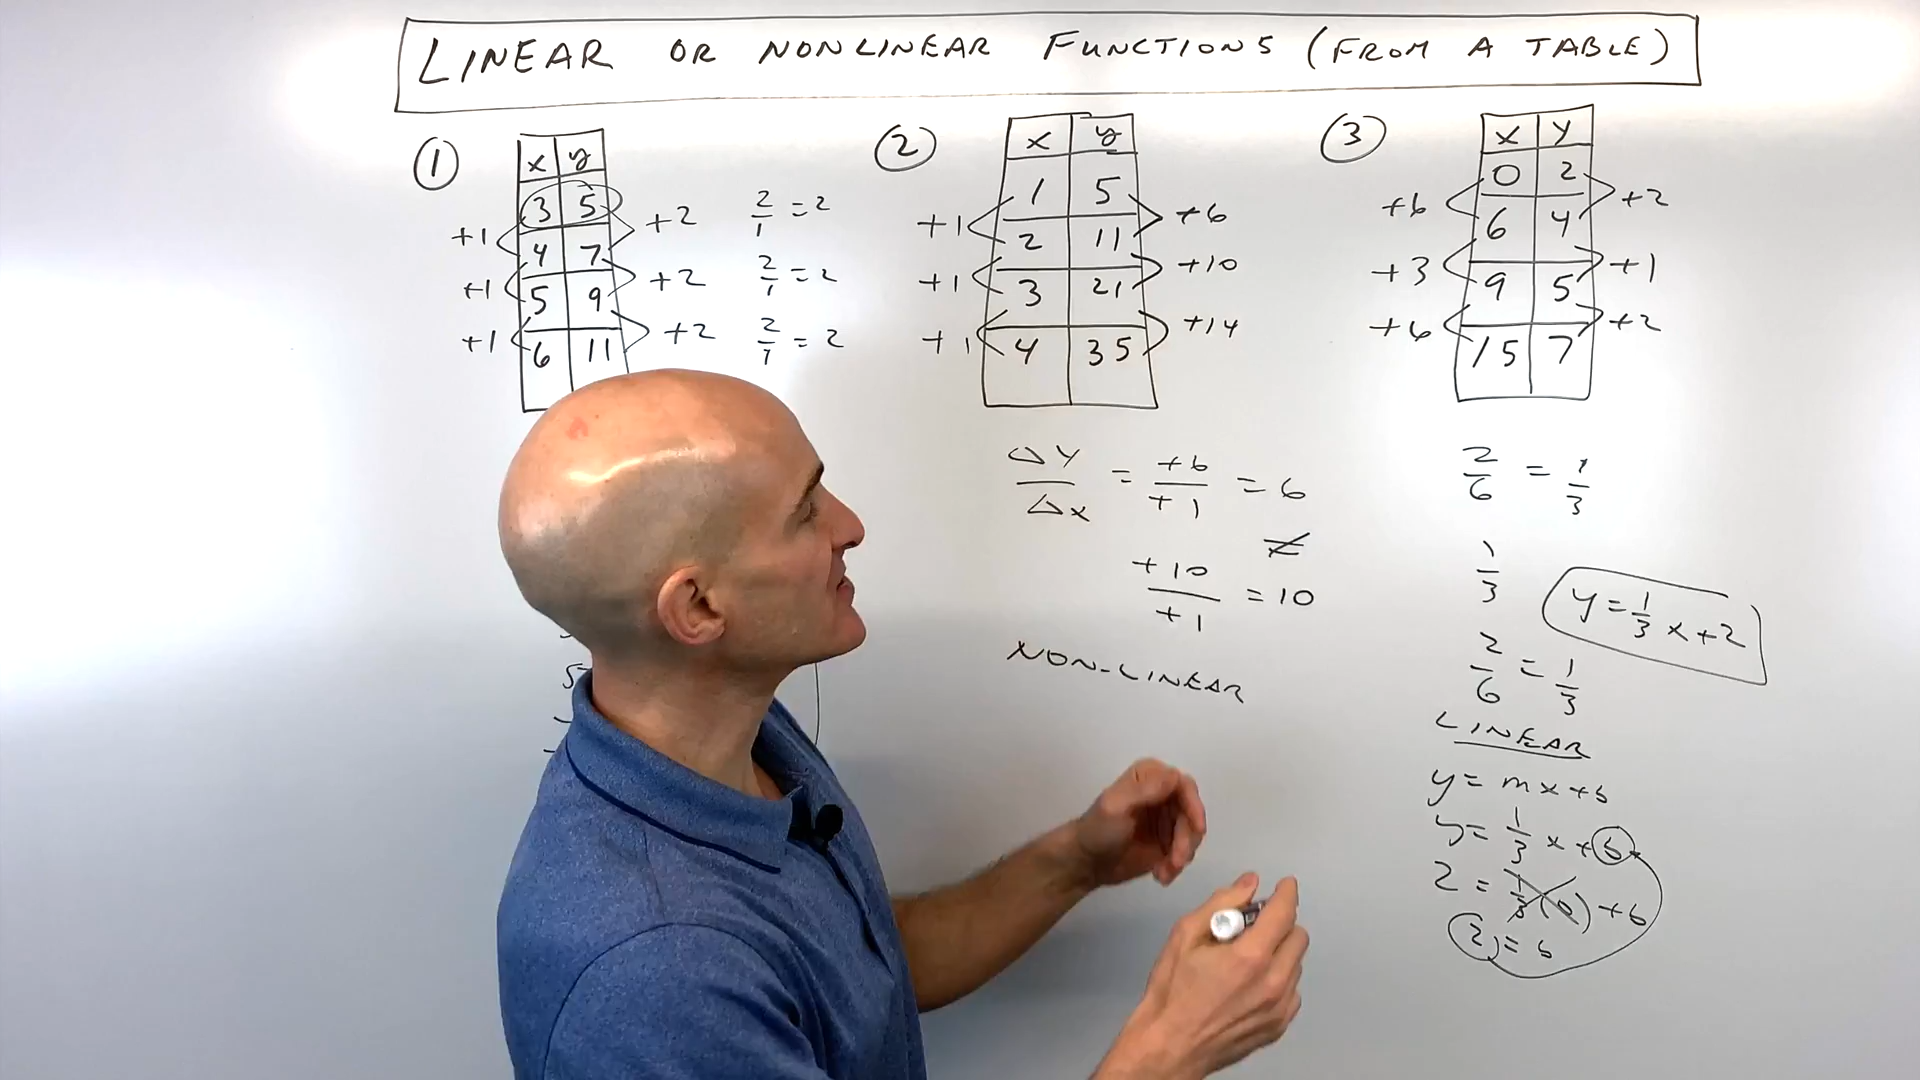 LINEAR OR NONLINEAR FUNCTIONS (FROM A TABLE)
①
x y
3 5
4 7
5 9
6 11
+1
+1
+1
+2
+2
+2
2/1 = 2
2/1 = 2
2/1 = 2
②
x y
1 5
2 11
3 21
4 35
+1
+1
+1
+6
+10
+14
Δy/Δx = +6/+1 = 6
≠
+10/+1 = 10
NON-LINEAR
③
x y
0 2
6 4
9 5
15 7
+6
+3
+6
+2
+1
+2
2/6 = 1/3
1/3
2/6 = 1/3
y = 1/3 x + 2
LINEAR
y = mx + b
y = 1/3 x + b
2 = 1/3 (0) + b
2 = b